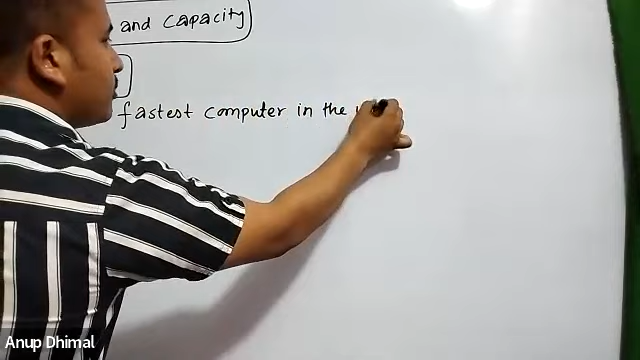 and capacity
fastest computer in the
Anup Dhimal